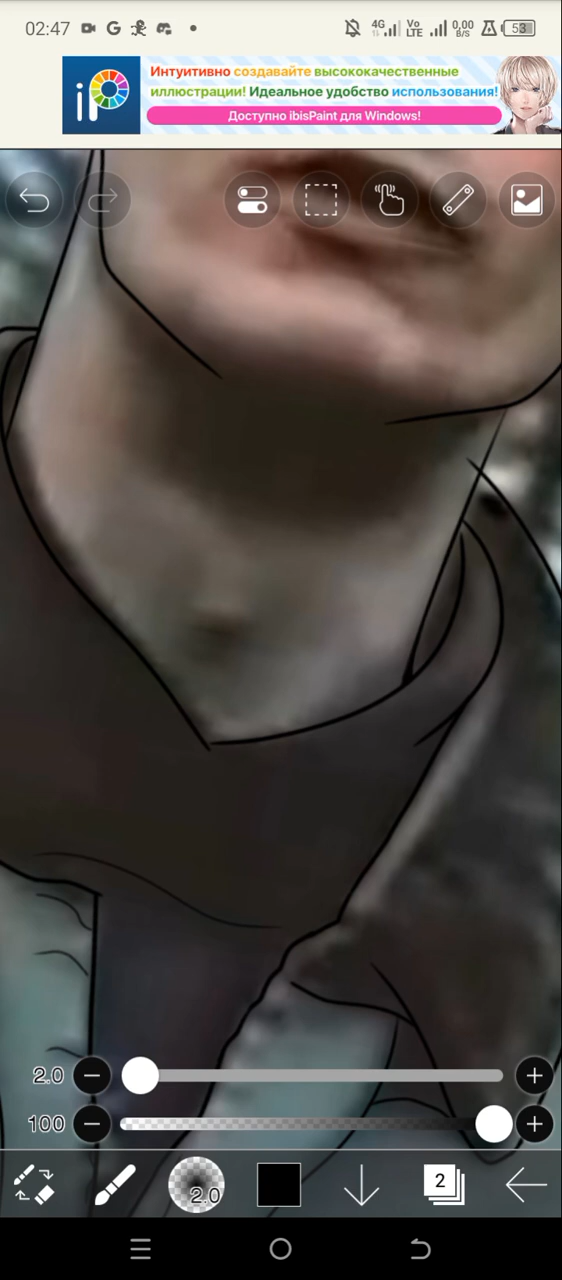 02:47
G
4G
Vo
LTE
0,00
B/S
53
iP
Интуитивно создавайте высококачественные
иллюстрации! Идеальное удобство использования!
Доступно ibisPaint для Windows!
2.0
100
2.0
2